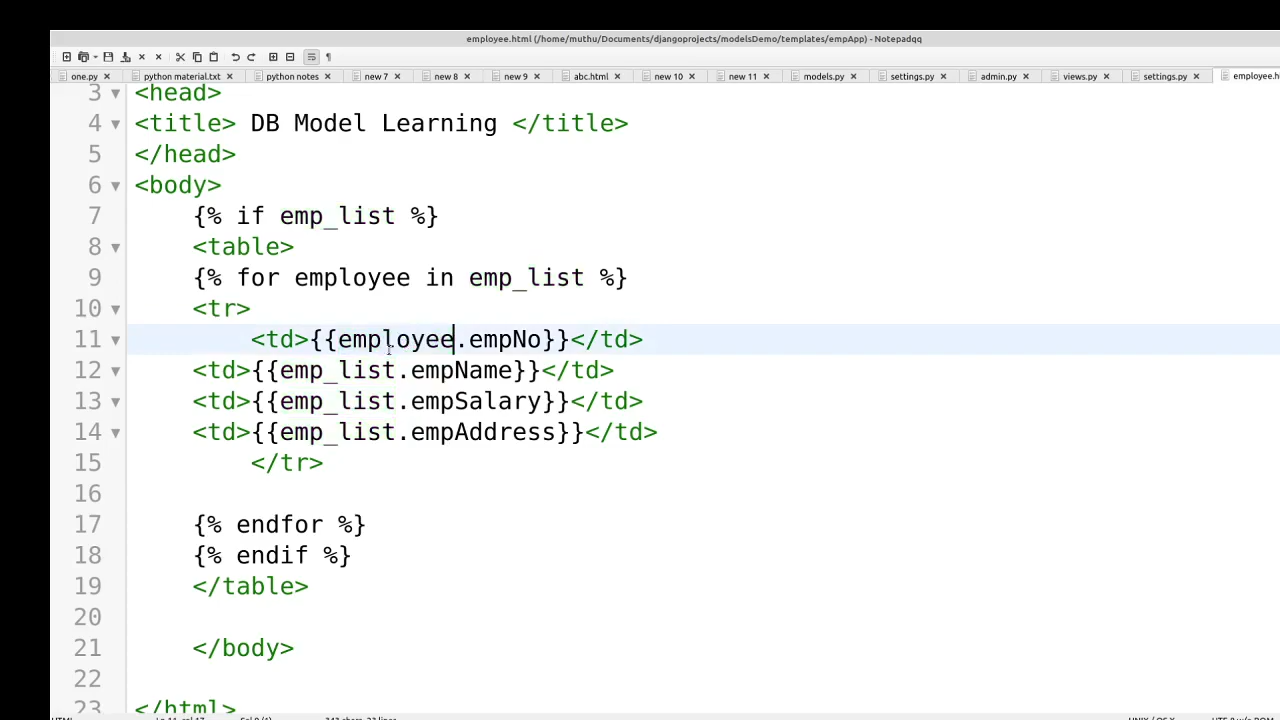 employee.html (/home/muthu/Documents/djangoprojects/modelsDemo/templates/empApp) - Notepadqq
one.py python material.txt python notes new 7 new 8 new 9 abc.html new 10 new 11 models.py settings.py admin.py views.py settings.py employee.h
3 <head>
4 <title> DB Model Learning </title>
5 </head>
6 <body>
7 {% if emp_list %}
8 <table>
9 {% for employee in emp_list %}
10 <tr>
11 <td>{{employee.empNo}}</td>
12 <td>{{emp_list.empName}}</td>
13 <td>{{emp_list.empSalary}}</td>
14 <td>{{emp_list.empAddress}}</td>
15 </tr>
16
17 {% endfor %}
18 {% endif %}
19 </table>
20
21 </body>
22
23 </html>